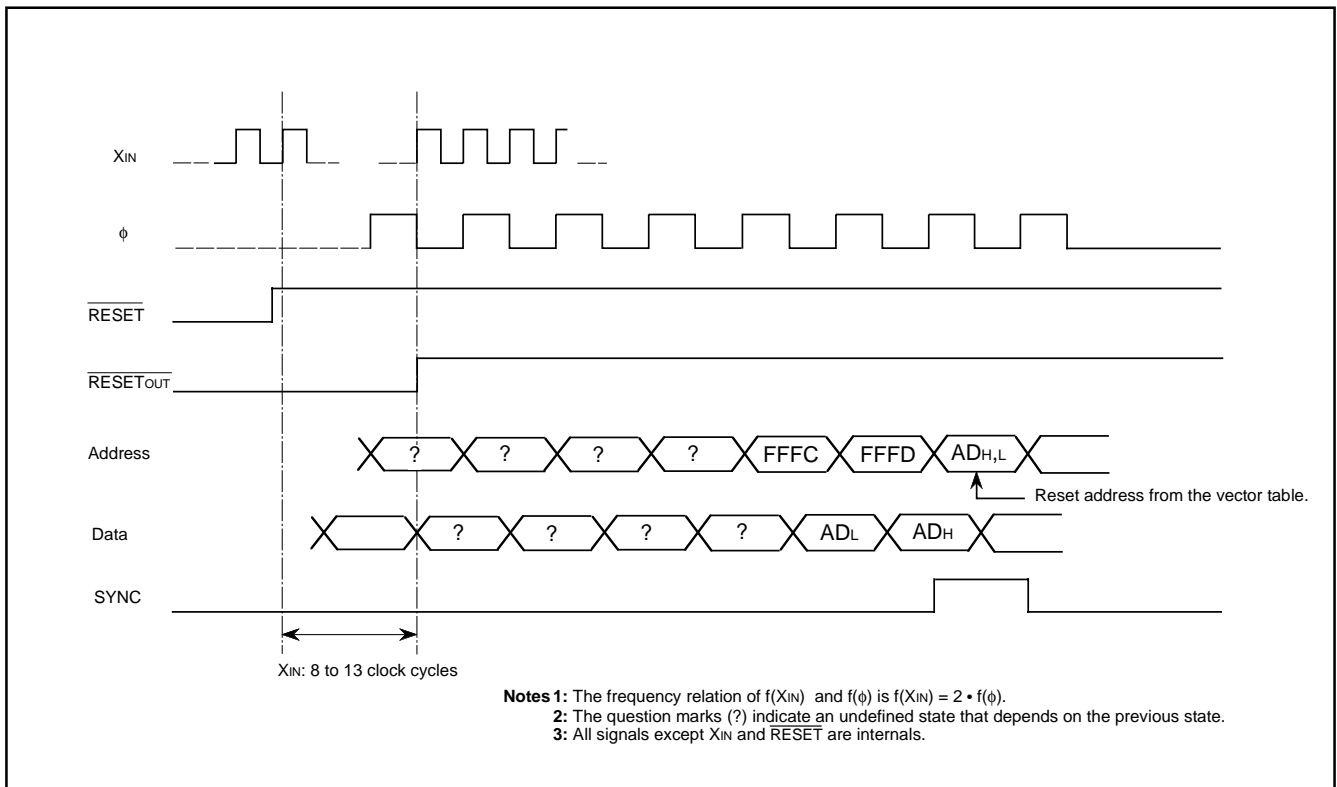 XIN
ϕ
RESET
RESETOUT
Address
? ? ? ? FFFC FFFD ADH,L
Reset address from the vector table.
Data
? ? ? ? ADL ADH
SYNC
XIN: 8 to 13 clock cycles
Notes 1: The frequency relation of f(XIN) and f(ϕ) is f(XIN) = 2 • f(ϕ).
2: The question marks (?) indicate an undefined state that depends on the previous state.
3: All signals except XIN and RESET are internals.